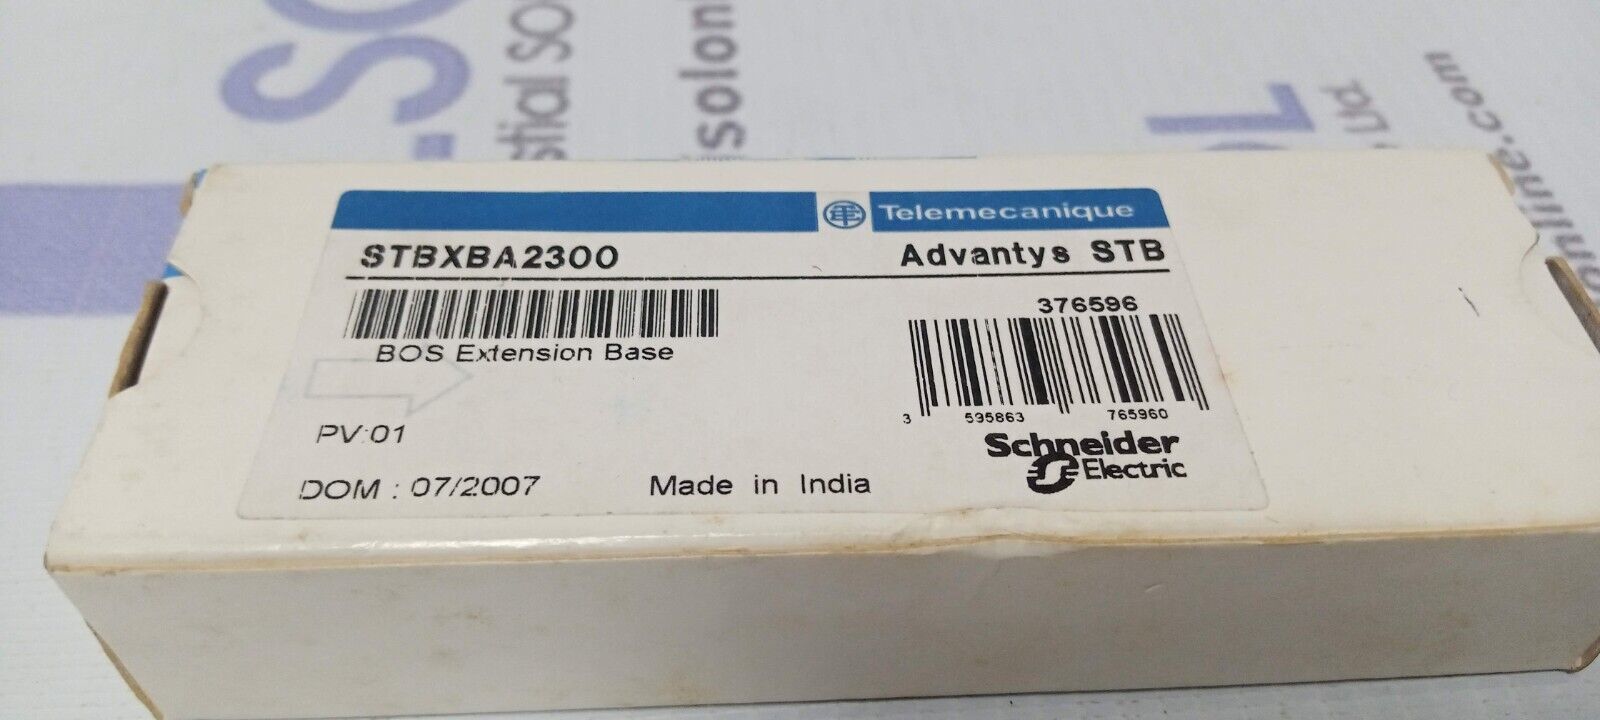 Telemecanique
STBXBA2300
Advantys STB
376596
BOS Extension Base
3 595863 765960
PV:01
Schneider
Electric
DOM : 07/2007
Made in India
Ltd.